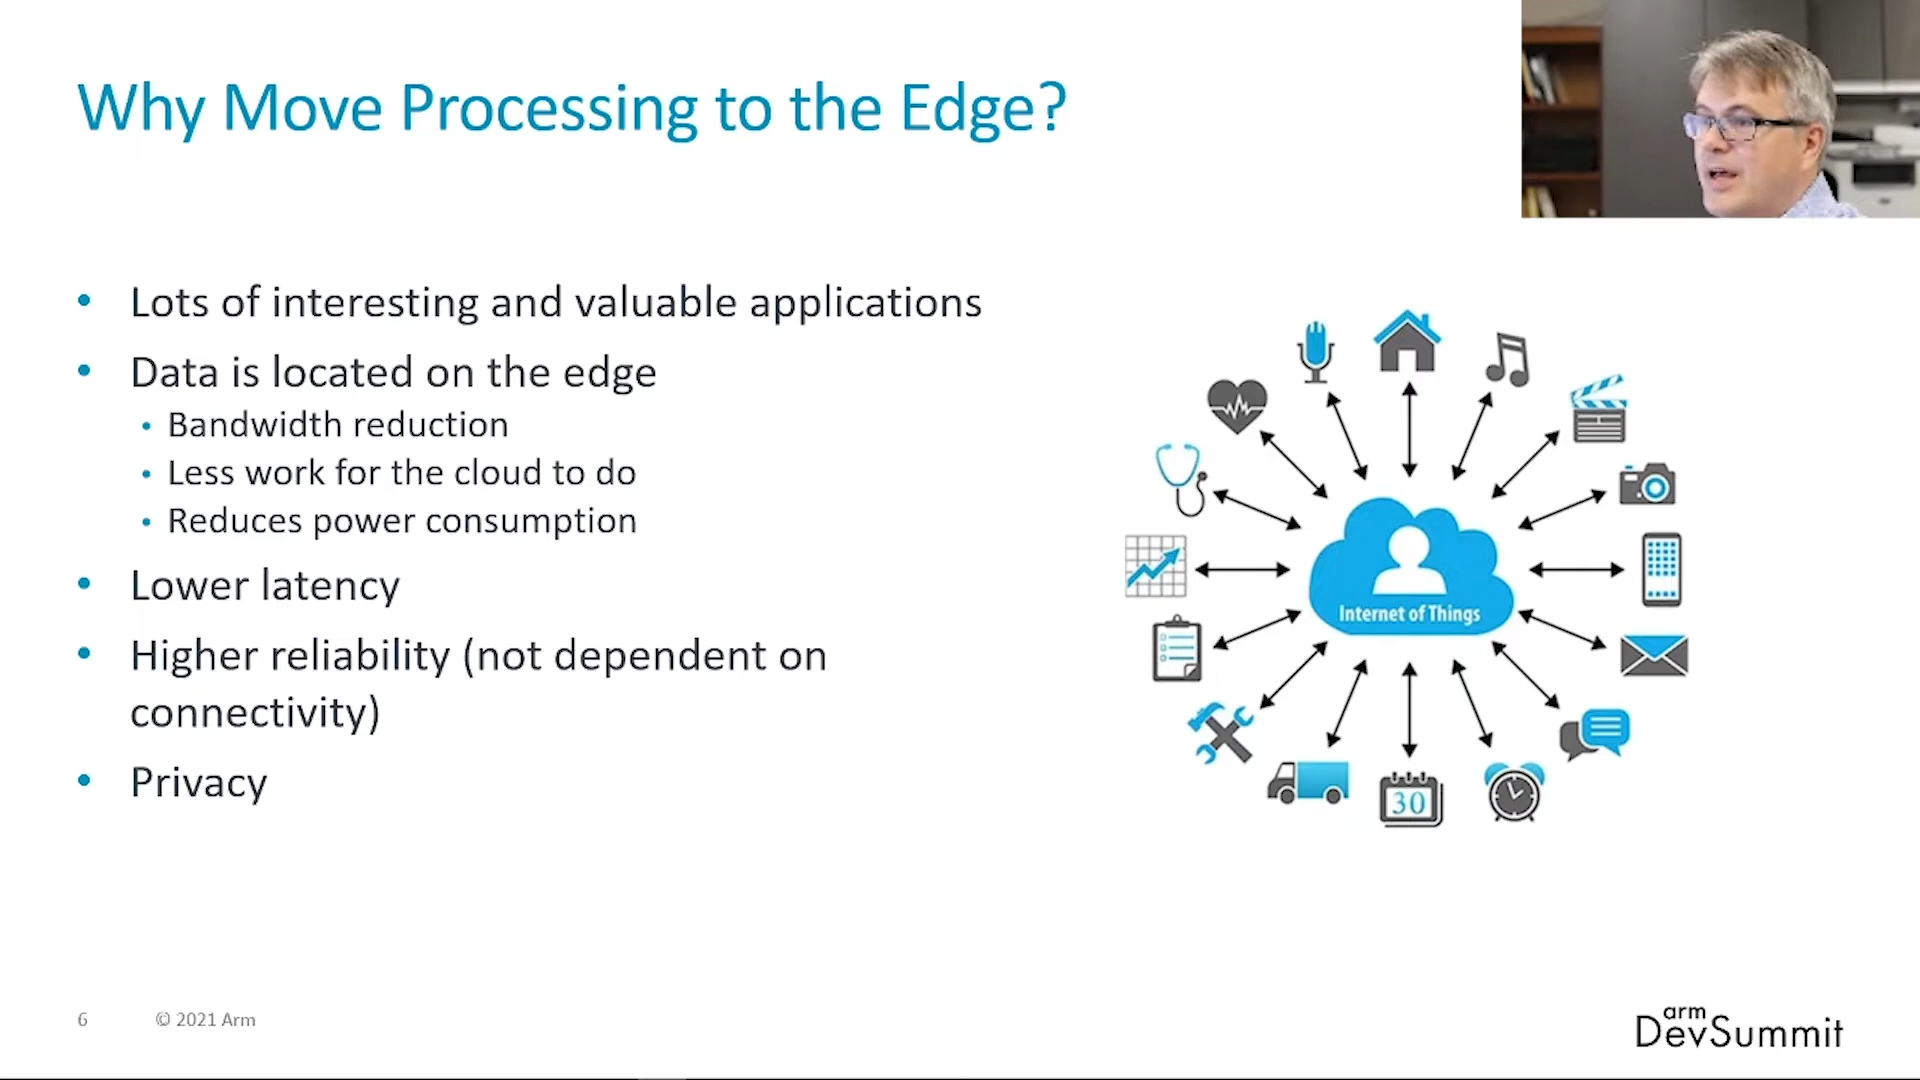 Why Move Processing to the Edge?
• Lots of interesting and valuable applications
• Data is located on the edge
• Bandwidth reduction
• Less work for the cloud to do
• Reduces power consumption
• Lower latency
• Higher reliability (not dependent on
connectivity)
• Privacy
Internet of Things
30
6
© 2021 Arm
arm
DevSummit